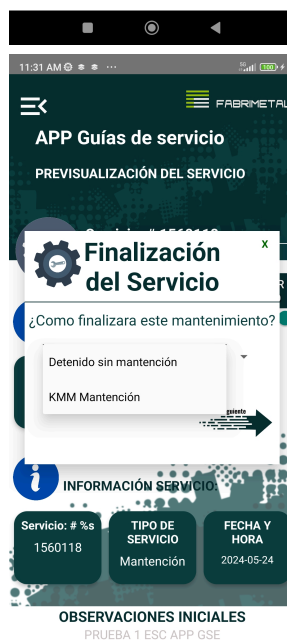 11:31 AM
5G
100
FABRIMETAL
APP Guías de servicio
PREVISUALIZACIÓN DEL SERVICIO
Finalización
del Servicio
x
¿Como finalizara este mantenimiento?
Detenido sin mantención
KMM Mantención
INFORMACIÓN SERVICIO:
Servicio: # %s
1560118
TIPO DE
SERVICIO
Mantención
FECHA Y
HORA
2024-05-24
OBSERVACIONES INICIALES
PRUEBA 1 ESC APP GSE